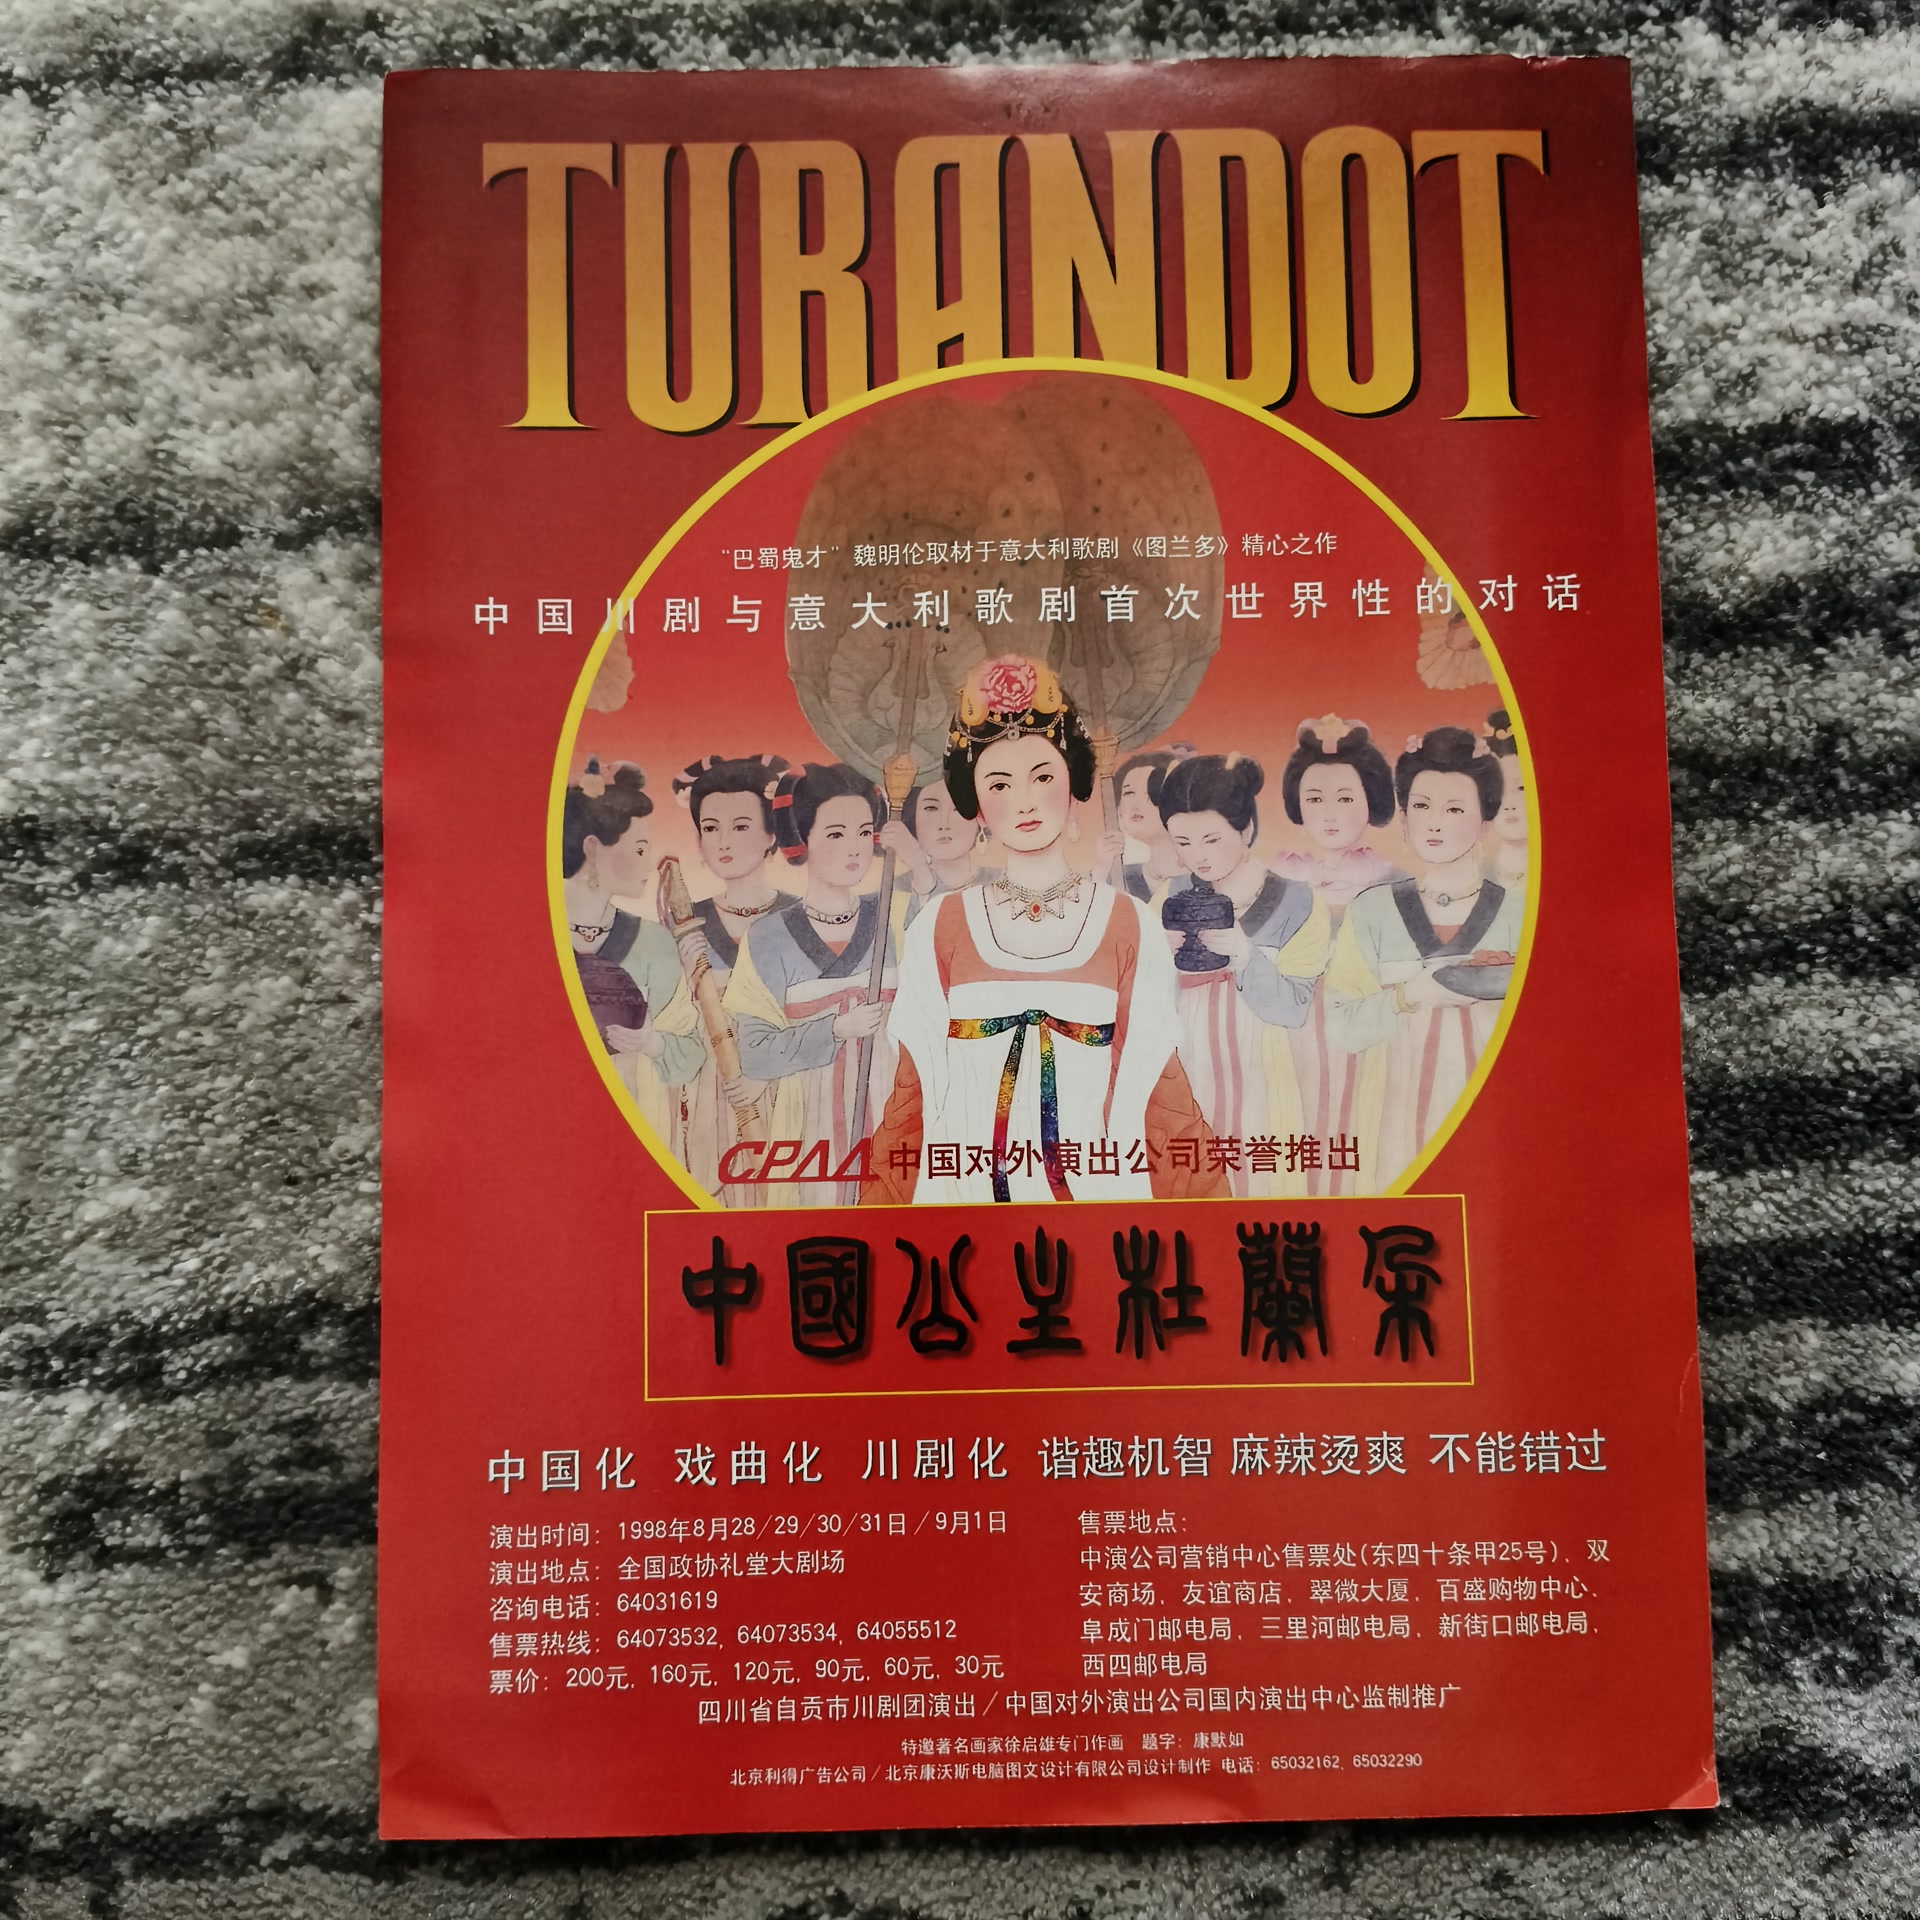 TURANDOT
"巴蜀鬼才"魏明伦取材于意大利歌剧《图兰多》精心之作
中国川剧与意大利歌剧首次世界性的对话
CPAA 中国对外演出公司荣誉推出
中國公主杜蘭朵
中国化 戏曲化 川剧化 谐趣机智 麻辣烫爽 不能错过
演出时间：1998年8月28/29/30/31日/9月1日
演出地点：全国政协礼堂大剧场
咨询电话：64031619
售票热线：64073532, 64073534, 64055512
票价：200元, 160元, 120元, 90元, 60元, 30元
售票地点：
中演公司营销中心售票处(东四十条甲25号)、双
安商场、友谊商店、翠微大厦、百盛购物中心、
阜成门邮电局、三里河邮电局、新街口邮电局、
西四邮电局
四川省自贡市川剧团演出/中国对外演出公司国内演出中心监制推广
特邀著名画家徐启雄专门作画 题字：康默如
北京利得广告公司/北京康沃斯电脑图文设计有限公司设计制作 电话：65032162, 65032290